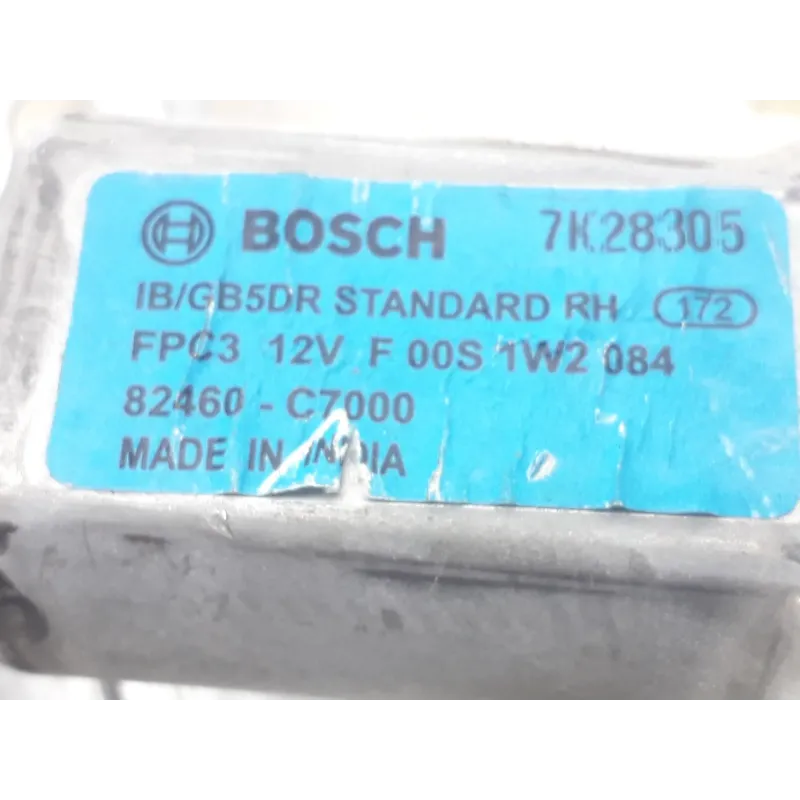 BOSCH 7K28305
IB/GB5DR STANDARD RH 172
FPC3 12V F 00S 1W2 084
82460 - C7000
MADE IN INDIA